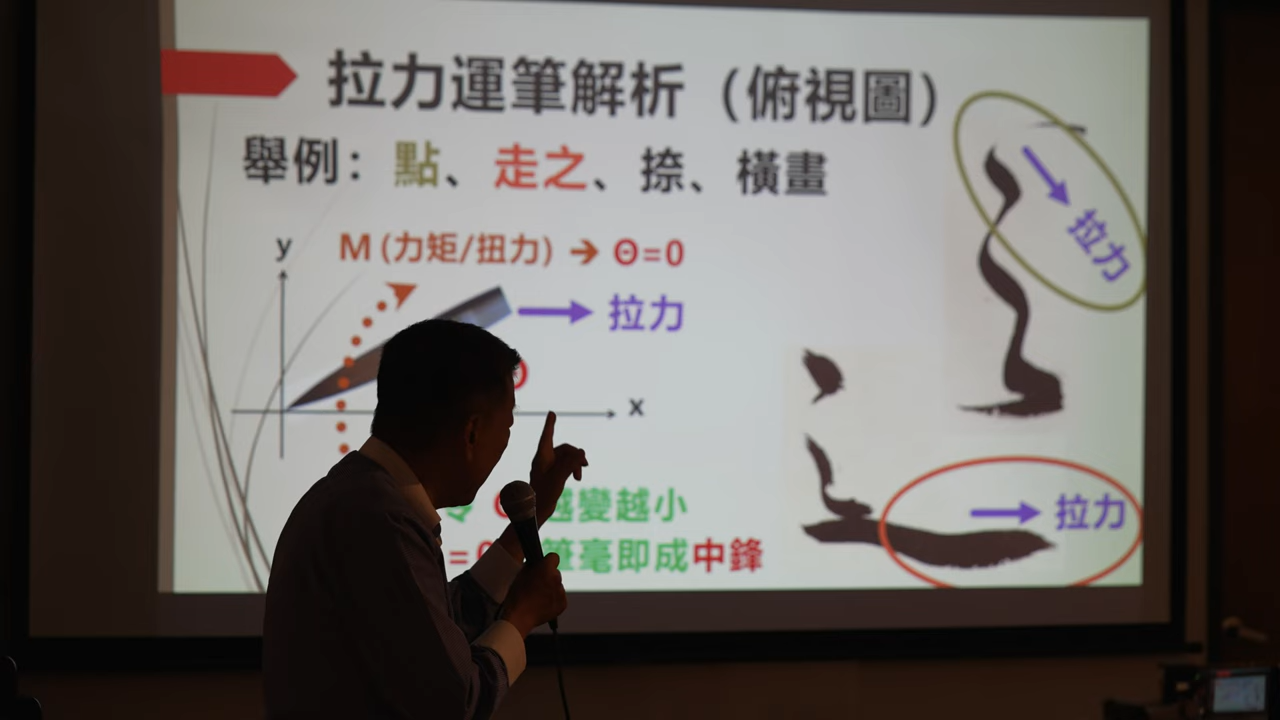 拉力運筆解析（俯視圖）
舉例：點、走之、捺、橫畫
拉力
y
M (力矩/扭力) → Θ=0
拉力
x
越變越小
拉力
筆毫即成中鋒